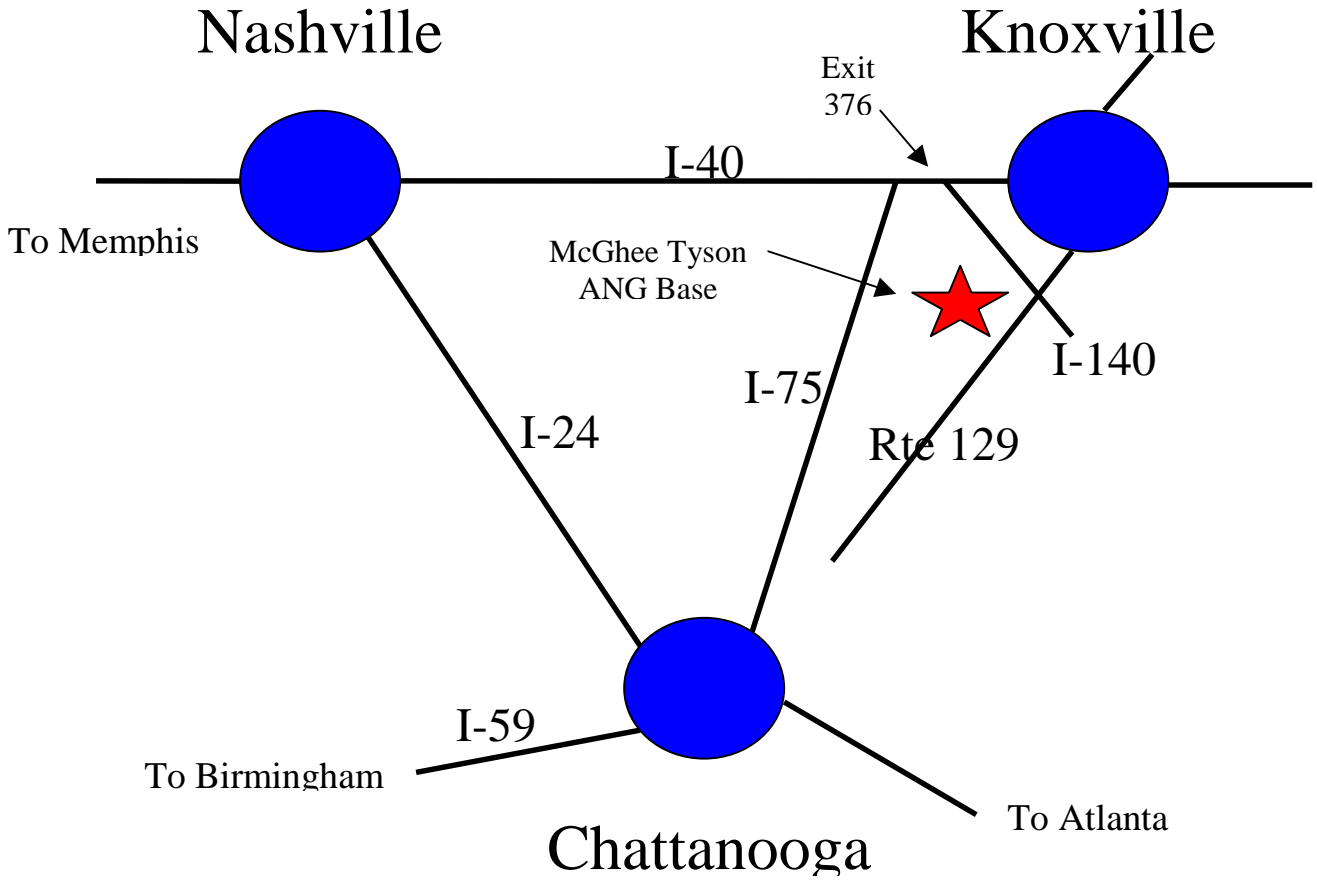 Nashville
Knoxville
Exit
376
I-40
To Memphis
McGhee Tyson
ANG Base
I-140
I-75
I-24
Rte 129
I-59
To Birmingham
To Atlanta
Chattanooga